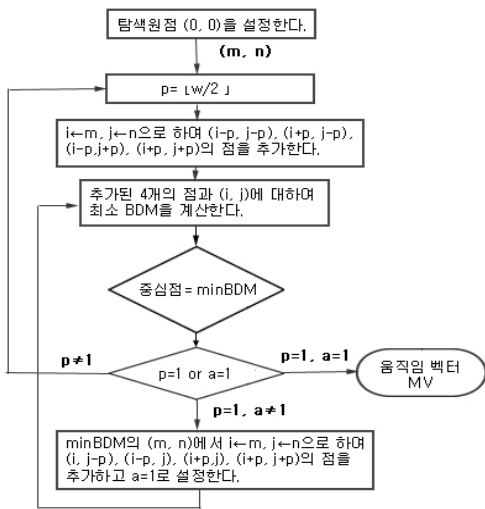 탐색원점 (0, 0)을 설정한다.
(m, n)
p= ⌊w/2⌋
i←m, j←n으로 하며 (i-p, j-p), (i+p, j-p),
(i-p,j+p), (i+p, j+p)의 점을 추가한다.
추가된 4개의 점과 (i, j)에 대하며
최소 BDM을 계산한다.
중심점=minBDM
p≠1
p=1 or a=1
p=1, a=1
움직임 벡터
MV
p=1, a≠1
minBDM의 (m, n)에서 i←m, j←n으로 하며
(i, j-p), (i-p, j), (i+p,j), (i+p, j+p)의 점을
추가하고 a=1로 설정한다.